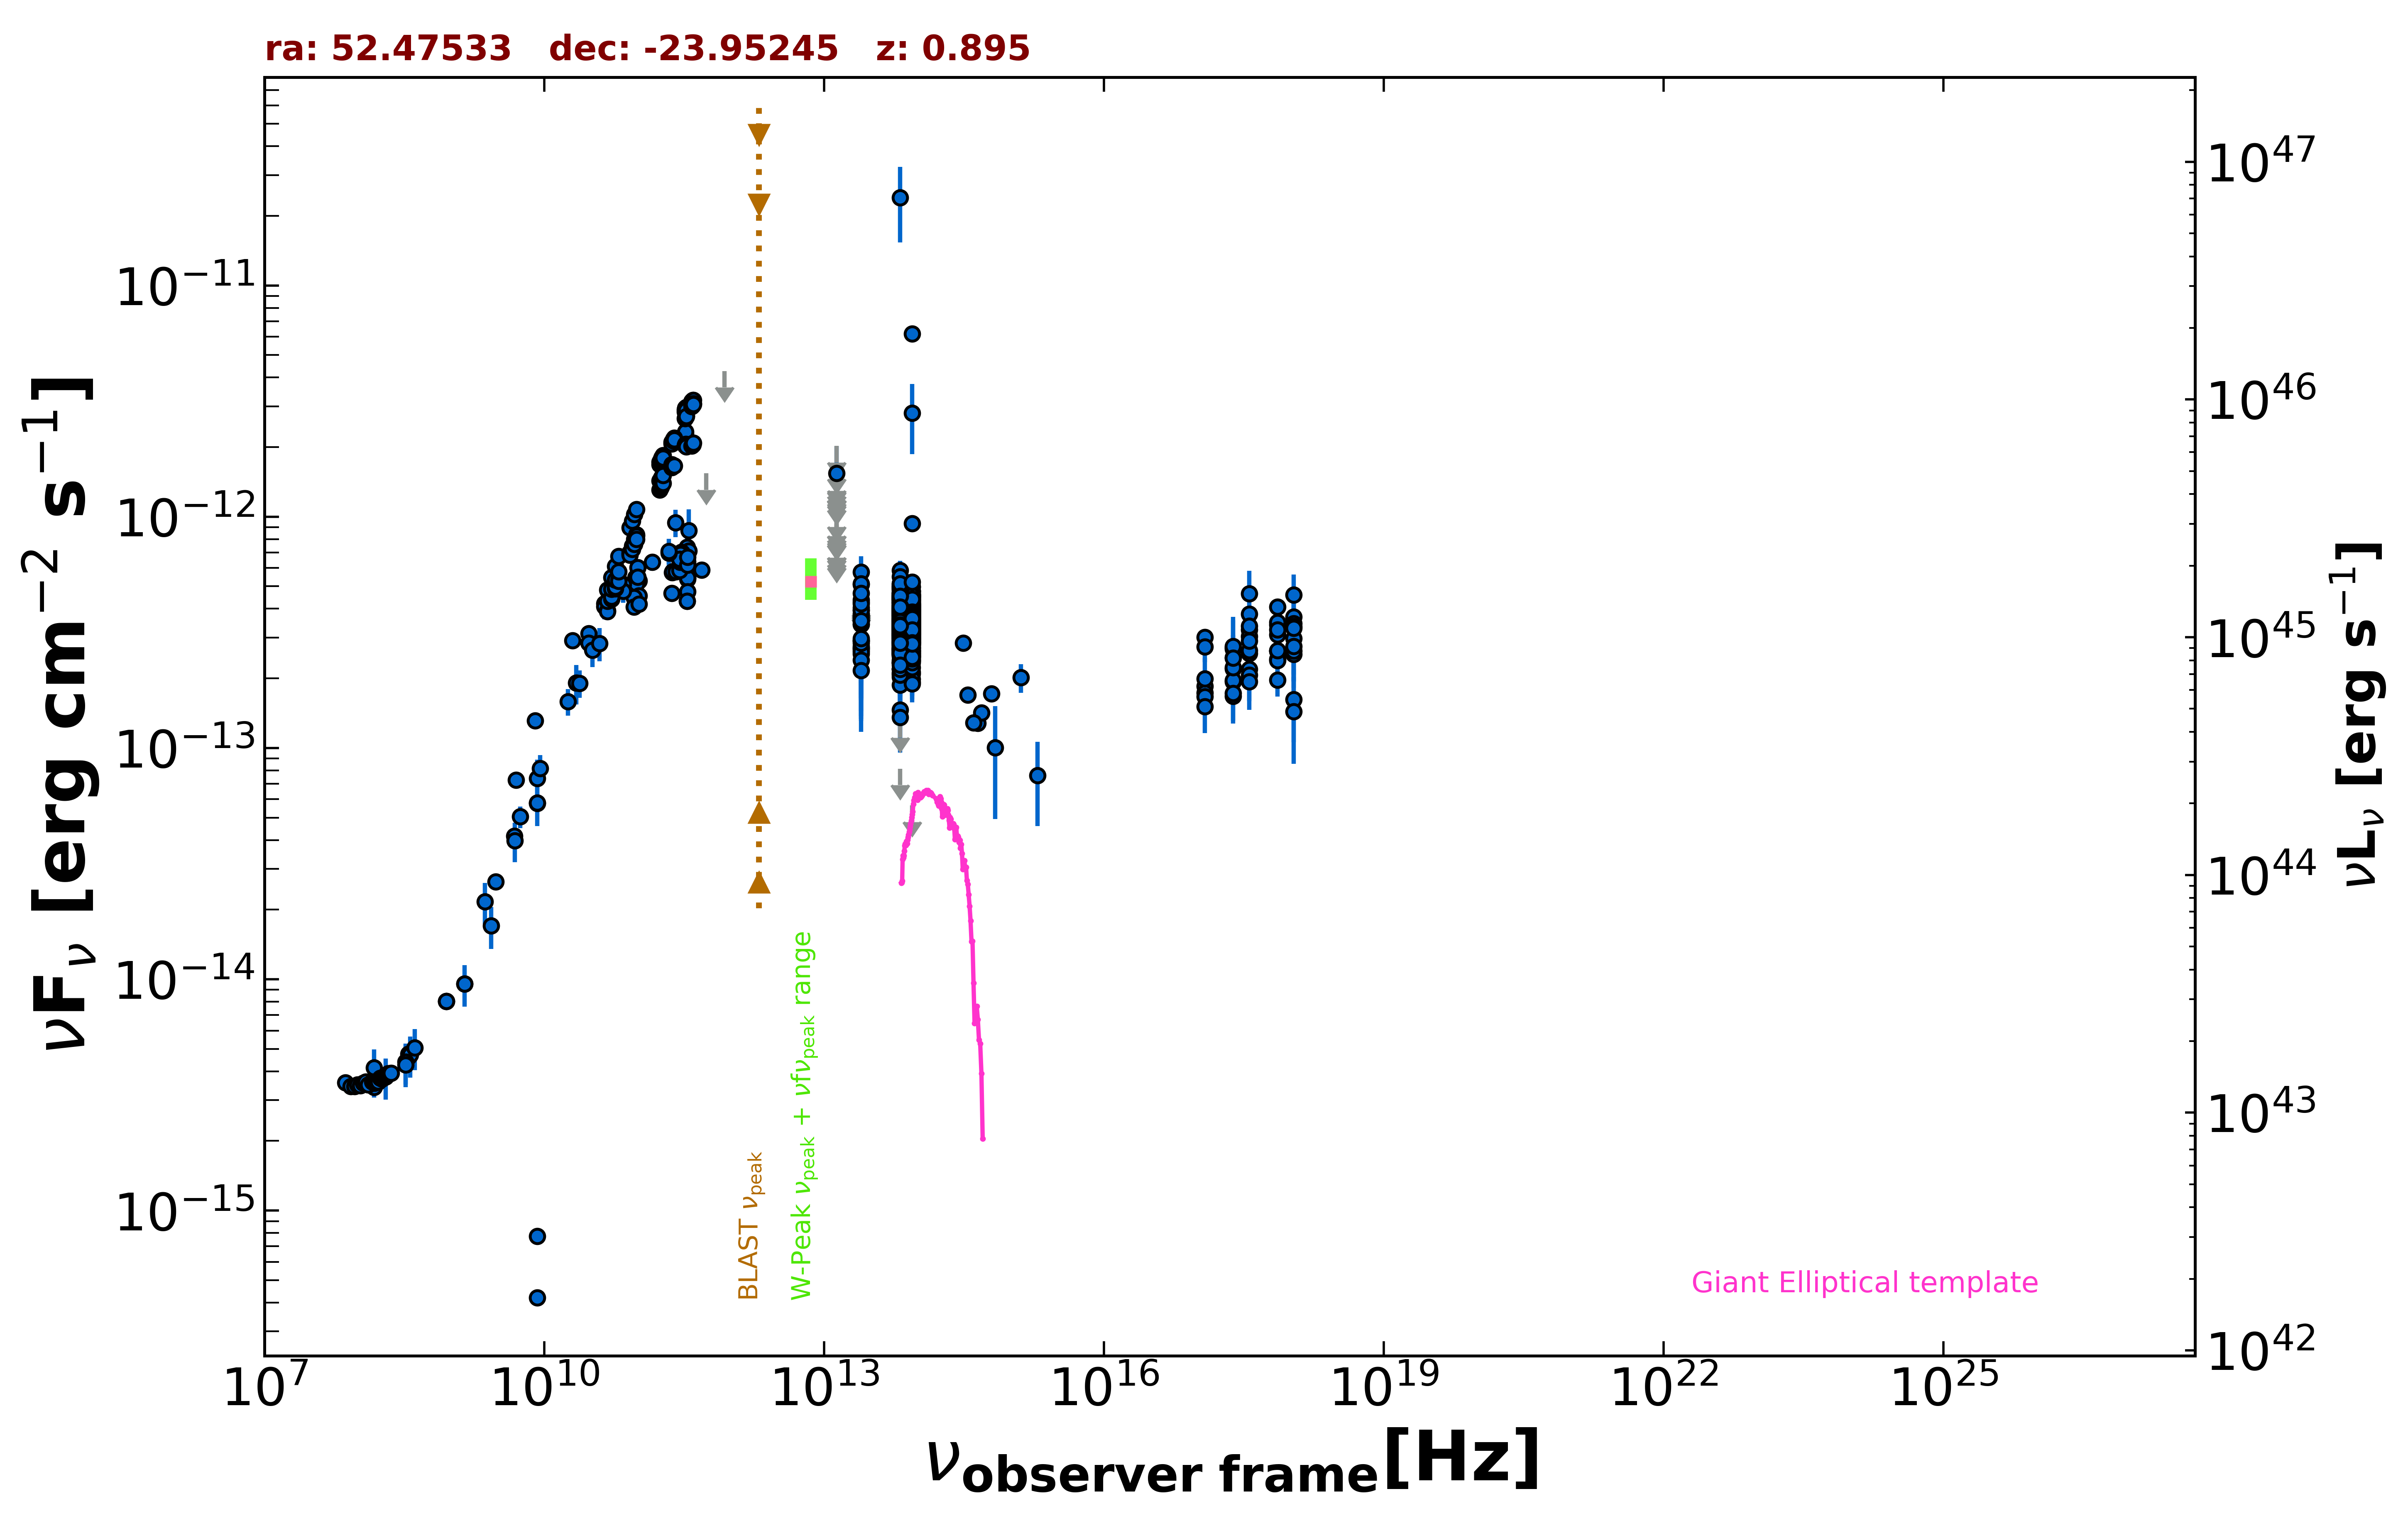 ra: 52.47533 dec: -23.95245 z: 0.895
νFν [erg cm⁻² s⁻¹]
10⁻¹¹
10⁻¹²
10⁻¹³
10⁻¹⁴
10⁻¹⁵
10⁴⁷
10⁴⁶
10⁴⁵
10⁴⁴
10⁴³
10⁴²
νLν [erg s⁻¹]
BLAST νpeak
W-Peak νpeak + νfνpeak range
Giant Elliptical template
10⁷ 10¹⁰ 10¹³ 10¹⁶ 10¹⁹ 10²² 10²⁵
νobserver frame[Hz]